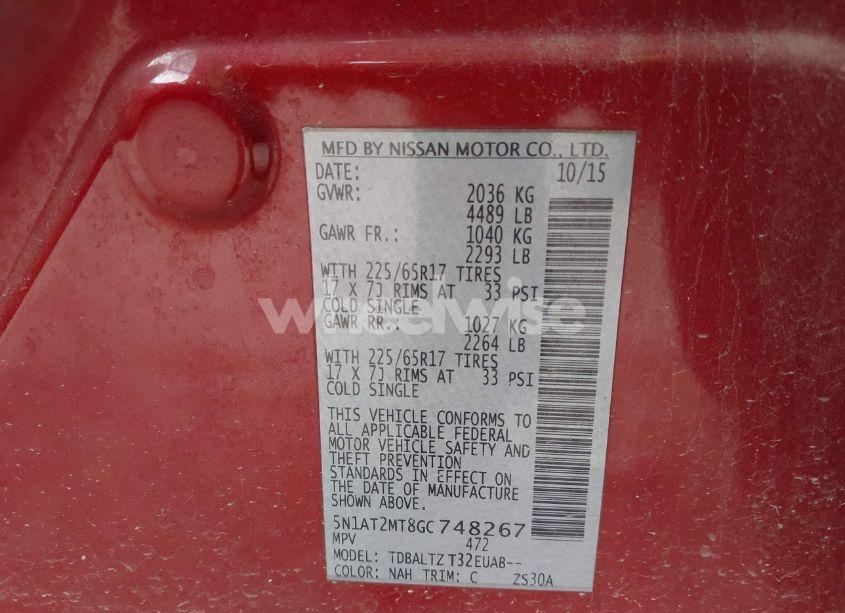 MFD BY NISSAN MOTOR CO., LTD.
DATE: 10/15
GVWR: 2036 KG
4489 LB
GAWR FR.: 1040 KG
2293 LB
WITH 225/65R17 TIRES
17 X 7J RIMS AT 33 PSI
COLD SINGLE
wheelwise
GAWR RR.: 1027 KG
2264 LB
WITH 225/65R17 TIRES
17 X 7J RIMS AT 33 PSI
COLD SINGLE
THIS VEHICLE CONFORMS TO
ALL APPLICABLE FEDERAL
MOTOR VEHICLE SAFETY AND
THEFT PREVENTION
STANDARDS IN EFFECT ON
THE DATE OF MANUFACTURE
SHOWN ABOVE.
5N1AT2MT8GC748267
MPV 472
MODEL: TDBALTZ T32EUAB--
COLOR: NAH TRIM: C ZS30A